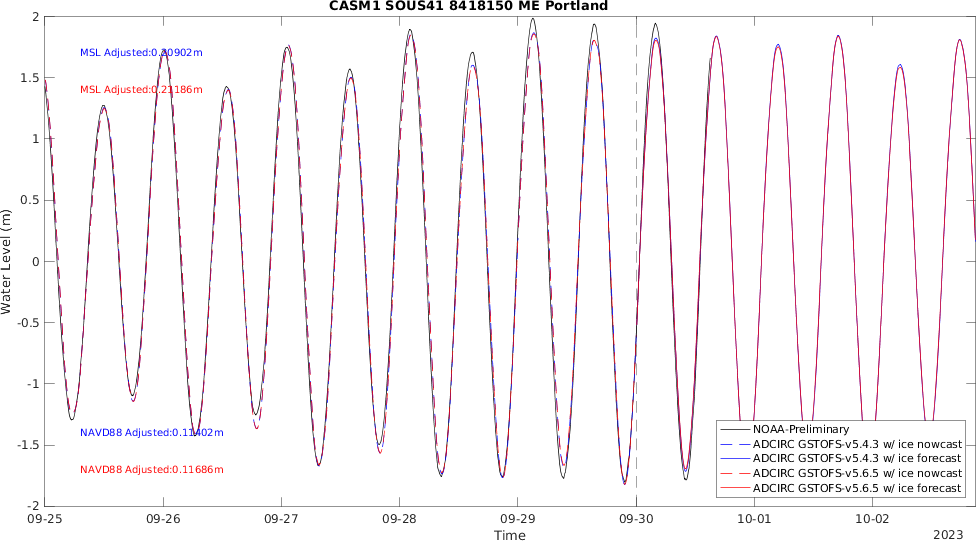 CASM1 SOUS41 8418150 ME Portland
2
1.5
1
0.5
0
-0.5
-1
-1.5
-2
Water Level (m)
MSL Adjusted:0.20902m
MSL Adjusted:0.21186m
NAVD88 Adjusted:0.11402m
NAVD88 Adjusted:0.11686m
NOAA-Preliminary
ADCIRC GSTOFS-v5.4.3 w/ ice nowcast
ADCIRC GSTOFS-v5.4.3 w/ ice forecast
ADCIRC GSTOFS-v5.6.5 w/ ice nowcast
ADCIRC GSTOFS-v5.6.5 w/ ice forecast
09-25 09-26 09-27 09-28 09-29 09-30 10-01 10-02
Time
2023